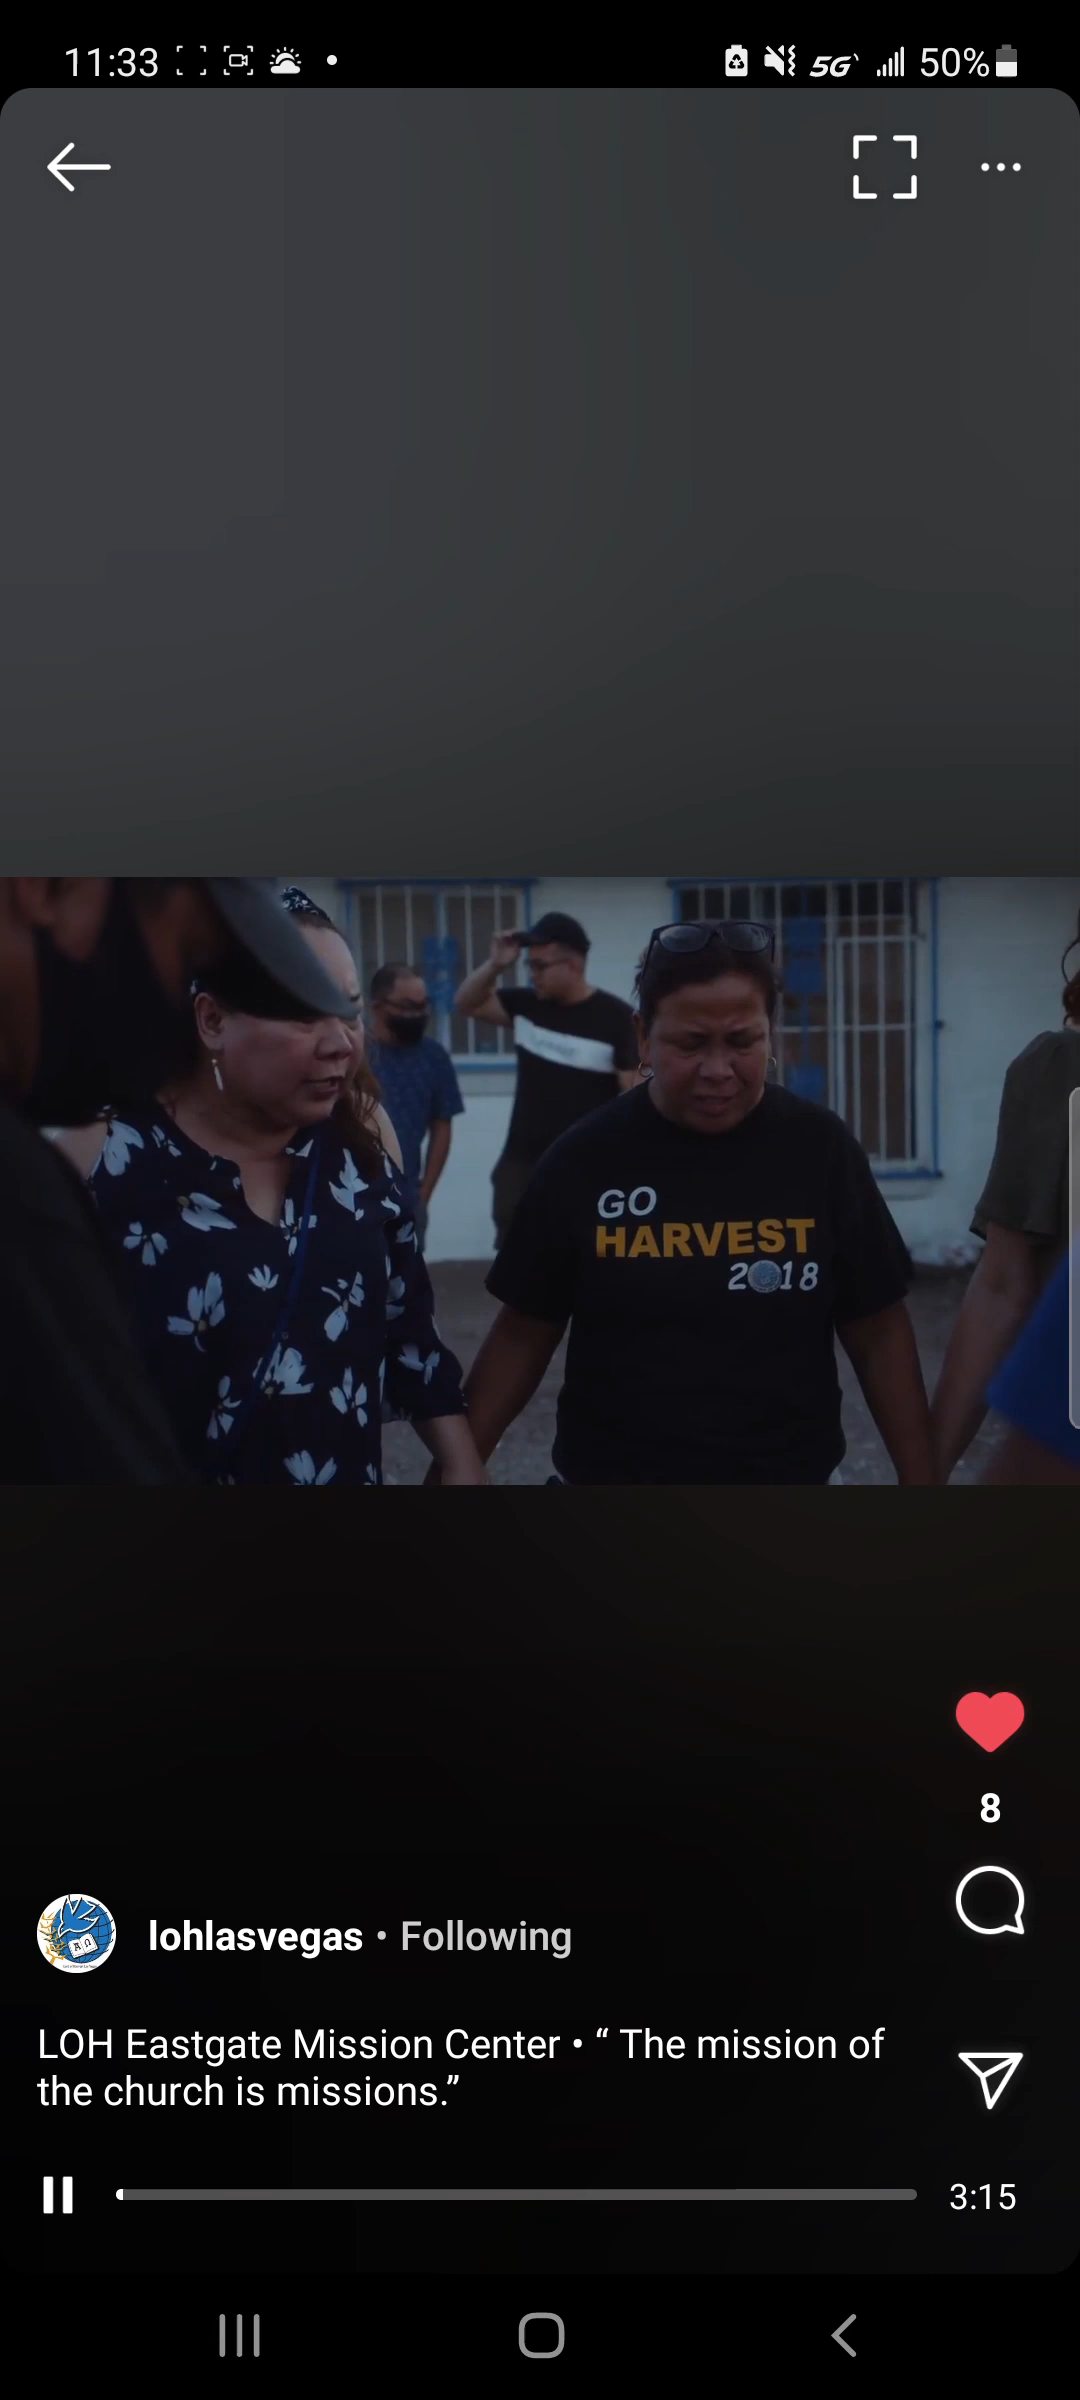 11:33 5G 50%
GO
HARVEST
2018
8
lohlasvegas • Following
LOH Eastgate Mission Center • “ The mission of
the church is missions.”
3:15